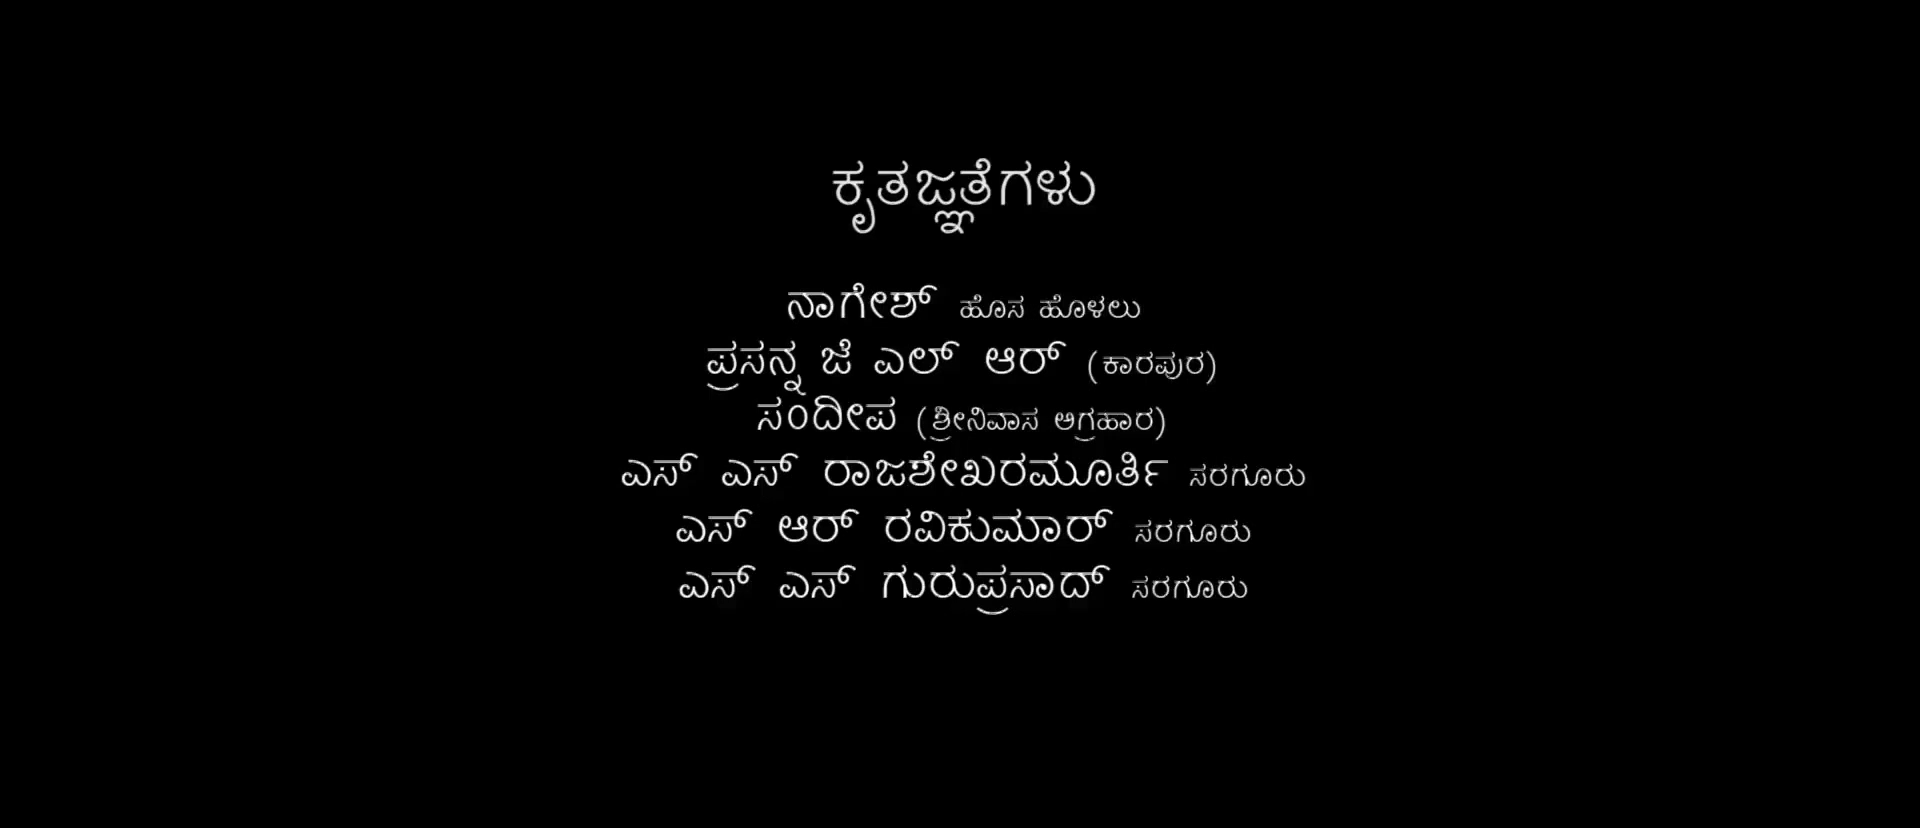 ಕೃತಜ್ಞತೆಗಳು
ನಾಗೇಶ್ ಹೊಸ ಹೊಳಲು
ಪ್ರಸನ್ನ ಜೆ ಎಲ್ ಆರ್ (ಕಾರಪುರ)
ಸಂದೀಪ (ಶ್ರೀನಿವಾಸ ಅಗ್ರಹಾರ)
ಎಸ್ ಎಸ್ ರಾಜಶೇಖರಮೂರ್ತಿ ಸರಗೂರು
ಎಸ್ ಆರ್ ರವಿಕುಮಾರ್ ಸರಗೂರು
ಎಸ್ ಎಸ್ ಗುರುಪ್ರಸಾದ್ ಸರಗೂರು